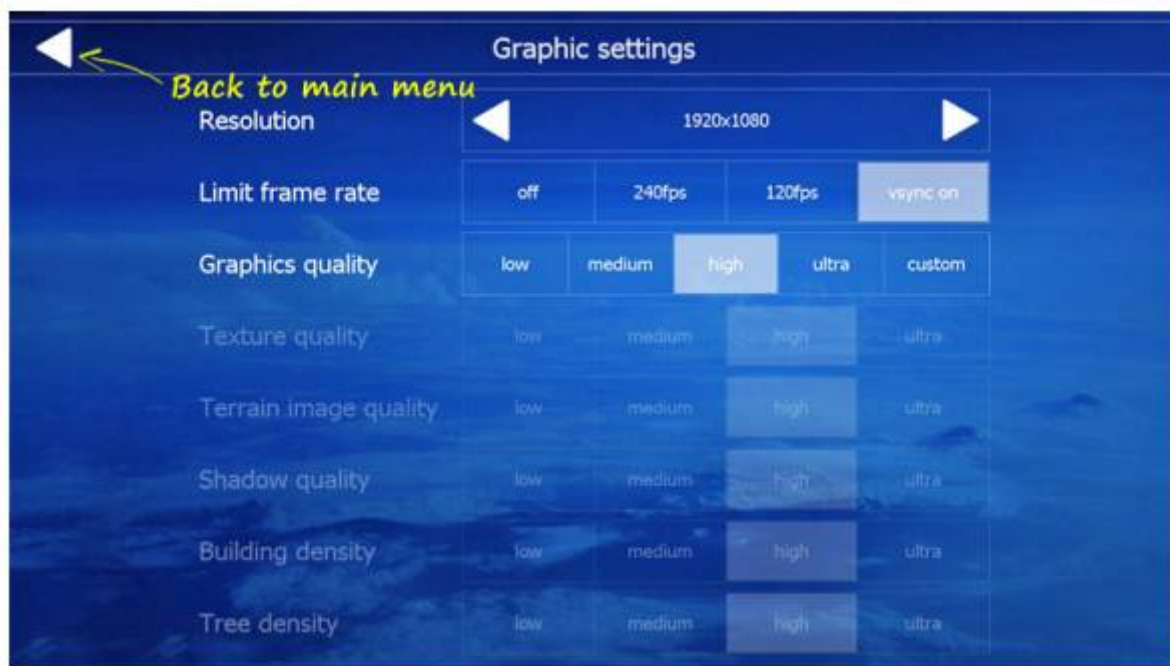 Graphic settings
Back to main menu
Resolution 1920x1080
Limit frame rate off 240fps 120fps vsync on
Graphics quality low medium high ultra custom
Texture quality low medium high ultra
Terrain image quality low medium high ultra
Shadow quality low medium high ultra
Building density low medium high ultra
Tree density low medium high ultra